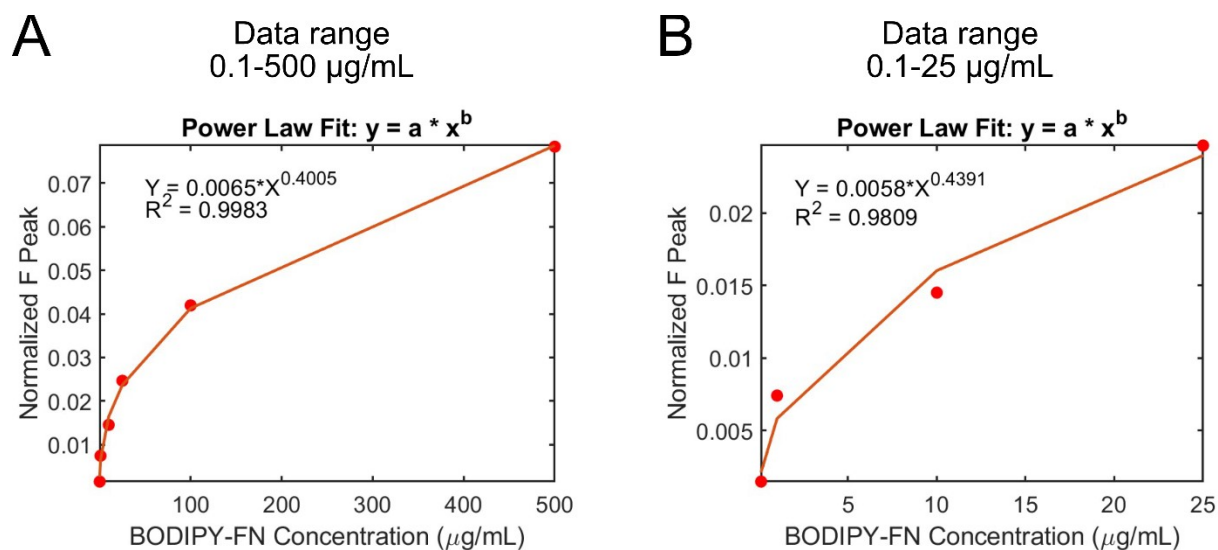 A
Data range
0.1-500 µg/mL
Power Law Fit: y = a * x^b
Y = 0.0065*X^0.4005
R^2 = 0.9983
Normalized F Peak
0.07
0.06
0.05
0.04
0.03
0.02
0.01
100
200
300
400
500
BODIPY-FN Concentration (µg/mL)
B
Data range
0.1-25 µg/mL
Power Law Fit: y = a * x^b
Y = 0.0058*X^0.4391
R^2 = 0.9809
Normalized F Peak
0.02
0.015
0.01
0.005
5
10
15
20
25
BODIPY-FN Concentration (µg/mL)